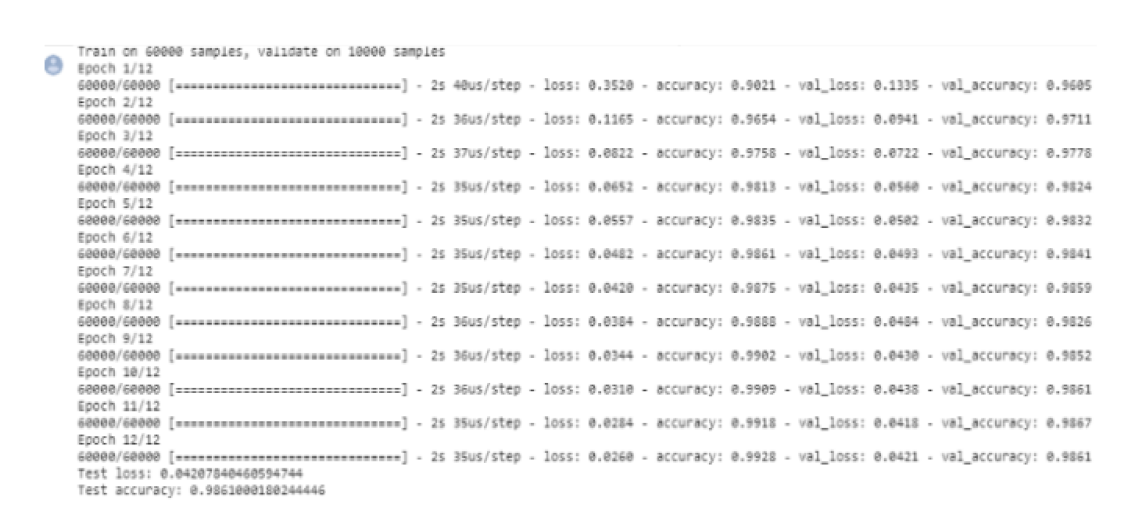 Train on 60000 samples, validate on 10000 samples
Epoch 1/12
60000/60000 [==============================] - 2s 40us/step - loss: 0.3520 - accuracy: 0.9021 - val_loss: 0.1335 - val_accuracy: 0.9605
Epoch 2/12
60000/60000 [==============================] - 2s 36us/step - loss: 0.1165 - accuracy: 0.9654 - val_loss: 0.0941 - val_accuracy: 0.9711
Epoch 3/12
60000/60000 [==============================] - 2s 37us/step - loss: 0.0822 - accuracy: 0.9758 - val_loss: 0.0722 - val_accuracy: 0.9778
Epoch 4/12
60000/60000 [==============================] - 2s 35us/step - loss: 0.0652 - accuracy: 0.9813 - val_loss: 0.0560 - val_accuracy: 0.9824
Epoch 5/12
60000/60000 [==============================] - 2s 35us/step - loss: 0.0557 - accuracy: 0.9835 - val_loss: 0.0502 - val_accuracy: 0.9832
Epoch 6/12
60000/60000 [==============================] - 2s 35us/step - loss: 0.0482 - accuracy: 0.9861 - val_loss: 0.0493 - val_accuracy: 0.9841
Epoch 7/12
60000/60000 [==============================] - 2s 35us/step - loss: 0.0420 - accuracy: 0.9875 - val_loss: 0.0435 - val_accuracy: 0.9859
Epoch 8/12
60000/60000 [==============================] - 2s 36us/step - loss: 0.0384 - accuracy: 0.9888 - val_loss: 0.0484 - val_accuracy: 0.9826
Epoch 9/12
60000/60000 [==============================] - 2s 36us/step - loss: 0.0344 - accuracy: 0.9902 - val_loss: 0.0430 - val_accuracy: 0.9852
Epoch 10/12
60000/60000 [==============================] - 2s 36us/step - loss: 0.0310 - accuracy: 0.9909 - val_loss: 0.0438 - val_accuracy: 0.9861
Epoch 11/12
60000/60000 [==============================] - 2s 35us/step - loss: 0.0284 - accuracy: 0.9918 - val_loss: 0.0418 - val_accuracy: 0.9867
Epoch 12/12
60000/60000 [==============================] - 2s 35us/step - loss: 0.0260 - accuracy: 0.9928 - val_loss: 0.0421 - val_accuracy: 0.9861
Test loss: 0.04207840460594744
Test accuracy: 0.9861000180244446